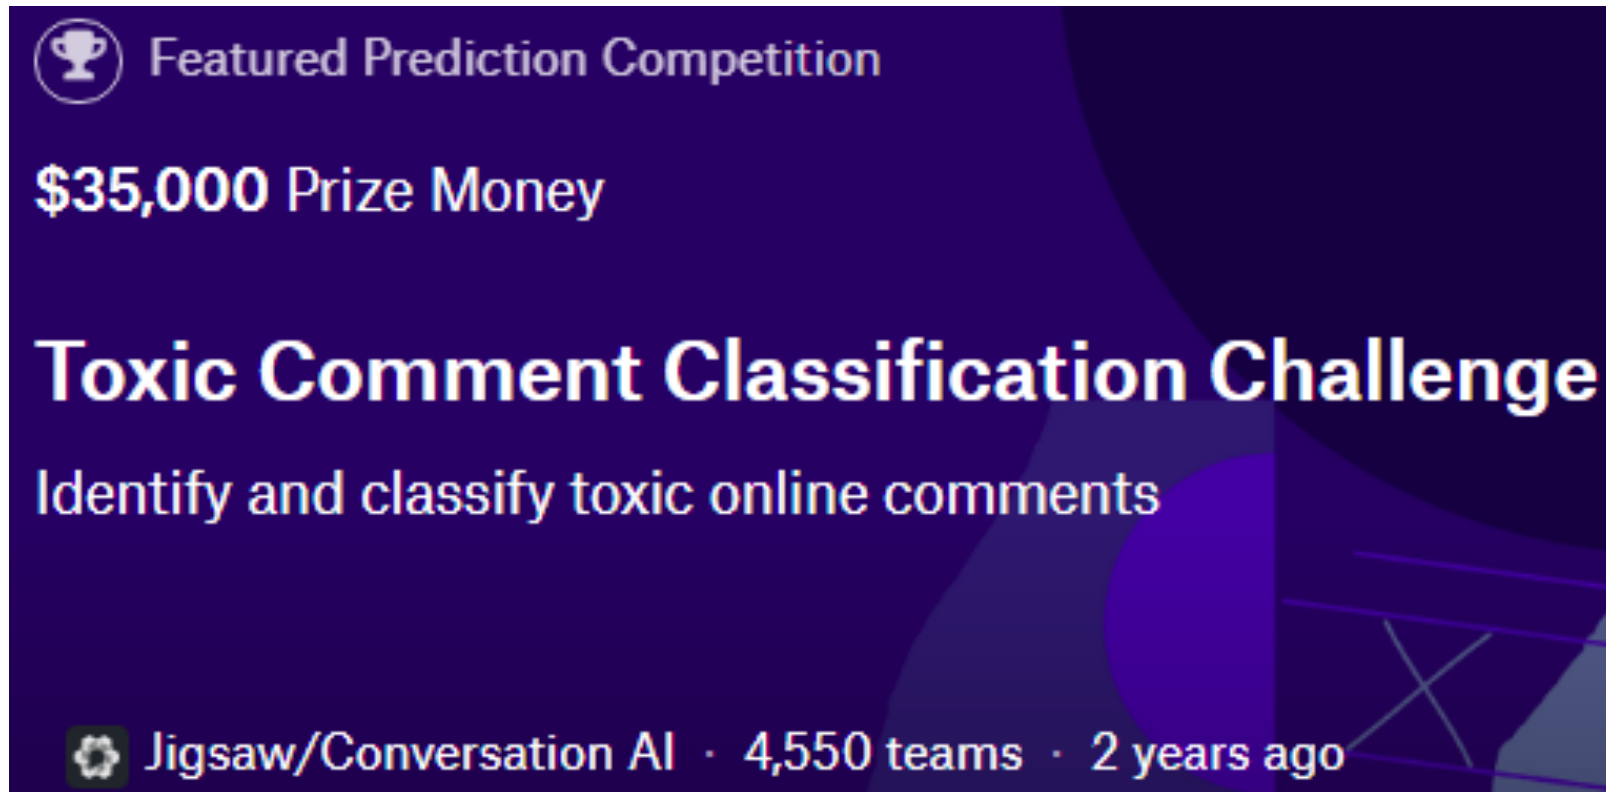 Featured Prediction Competition
$35,000 Prize Money
Toxic Comment Classification Challenge
Identify and classify toxic online comments
Jigsaw/Conversation AI · 4,550 teams · 2 years ago